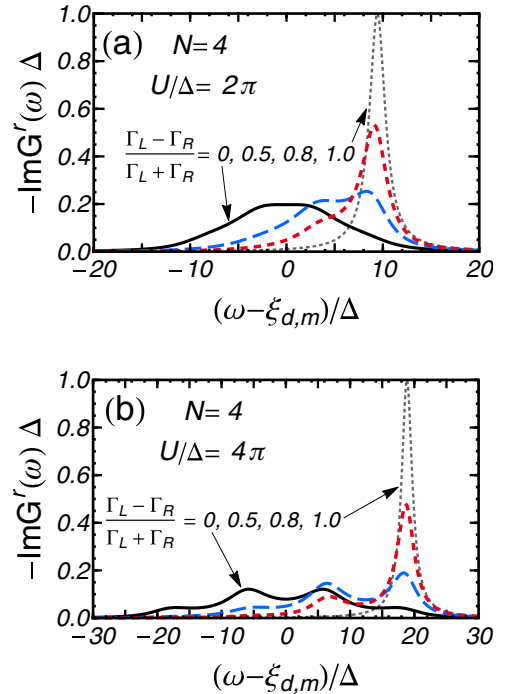 (a) N=4
U/Δ= 2π
Γ_L − Γ_R
Γ_L + Γ_R
= 0, 0.5, 0.8, 1.0
−ImG^r(ω) Δ
1.0
0.8
0.6
0.4
0.2
0.0
−20 −10 0 10 20
(ω−ξ_{d,m})/Δ
(b) N=4
U/Δ= 4π
Γ_L − Γ_R
Γ_L + Γ_R
= 0, 0.5, 0.8, 1.0
−ImG^r(ω) Δ
1.0
0.8
0.6
0.4
0.2
0.0
−30 −20 −10 0 10 20 30
(ω−ξ_{d,m})/Δ